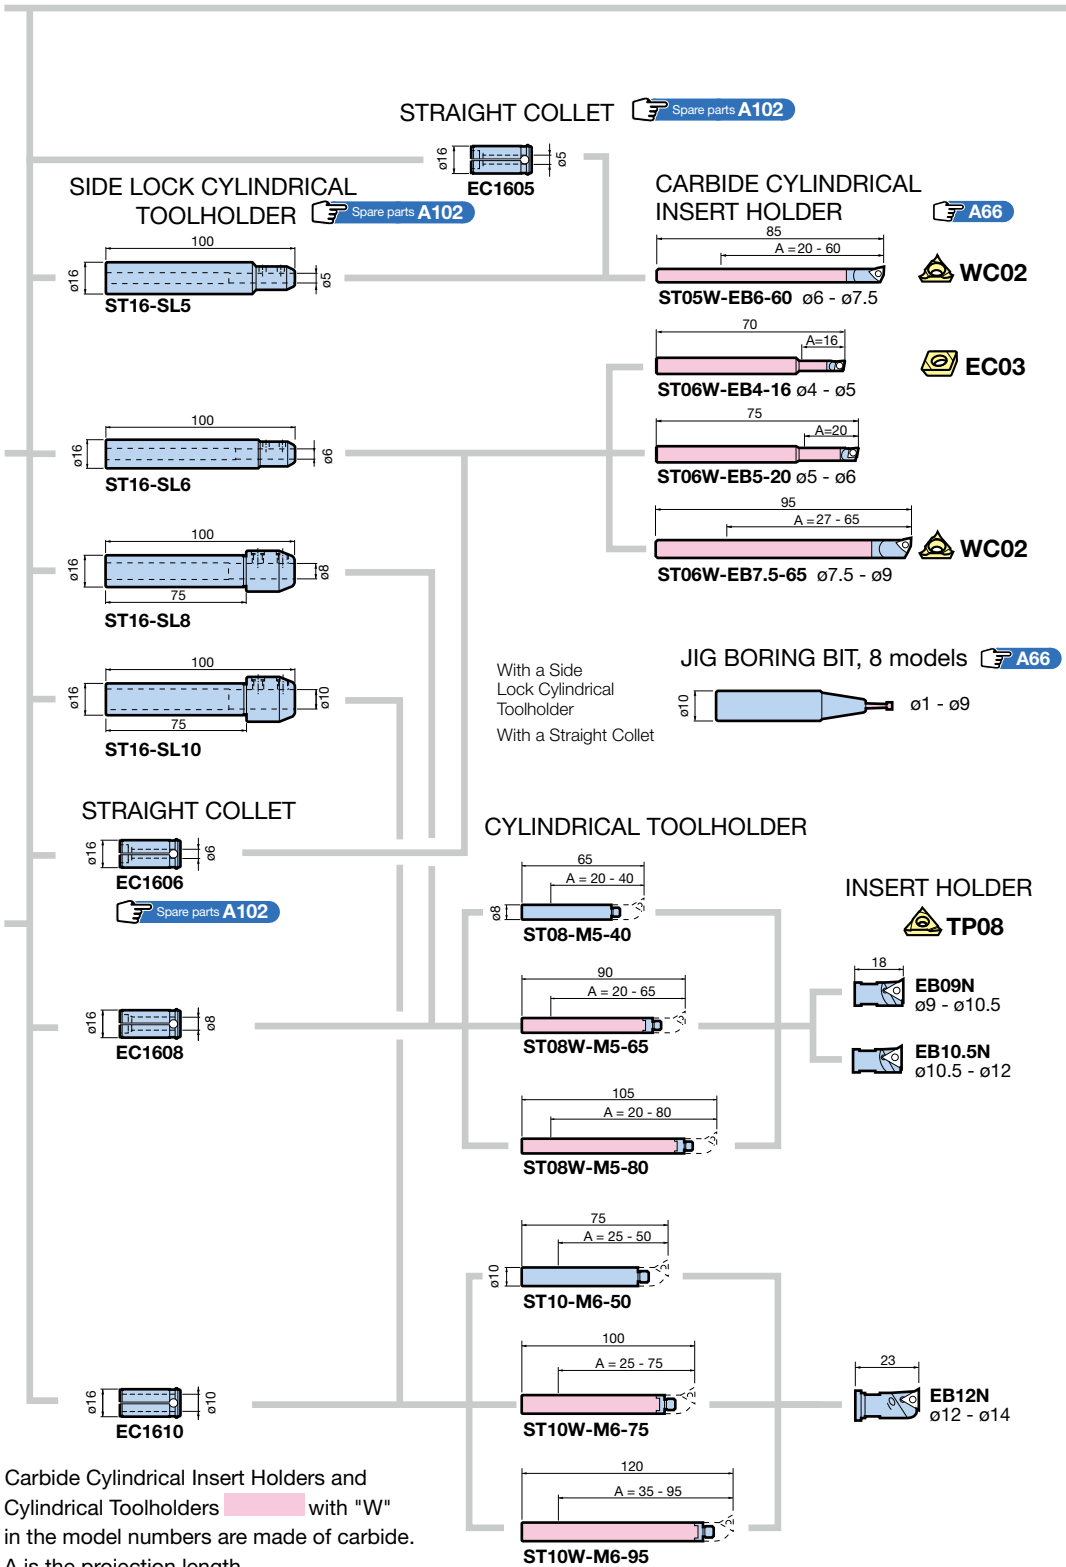 STRAIGHT COLLET
Spare parts A102
ø16
ø5
EC1605
SIDE LOCK CYLINDRICAL
TOOLHOLDER
Spare parts A102
100
ø16
ø5
ST16-SL5
CARBIDE CYLINDRICAL
INSERT HOLDER
A66
85
A = 20 - 60
ST05W-EB6-60 ø6 - ø7.5
WC02
70
A=16
ST06W-EB4-16 ø4 - ø5
EC03
100
ø16
ø6
ST16-SL6
75
A=20
ST06W-EB5-20 ø5 - ø6
95
A = 27 - 65
ST06W-EB7.5-65 ø7.5 - ø9
WC02
100
ø16
ø8
75
ST16-SL8
100
ø16
ø10
75
ST16-SL10
With a Side
Lock Cylindrical
Toolholder
With a Straight Collet
JIG BORING BIT, 8 models
A66
ø10
ø1 - ø9
STRAIGHT COLLET
ø16
ø6
EC1606
Spare parts A102
CYLINDRICAL TOOLHOLDER
65
A = 20 - 40
ø8
ST08-M5-40
INSERT HOLDER
TP08
90
A = 20 - 65
ST08W-M5-65
18
EB09N
ø9 - ø10.5
ø16
ø8
EC1608
EB10.5N
ø10.5 - ø12
105
A = 20 - 80
ST08W-M5-80
75
A = 25 - 50
ø10
ST10-M6-50
100
A = 25 - 75
ST10W-M6-75
23
EB12N
ø12 - ø14
ø16
ø10
EC1610
120
A = 35 - 95
ST10W-M6-95
Carbide Cylindrical Insert Holders and
Cylindrical Toolholders with "W"
in the model numbers are made of carbide.
A is the projection length